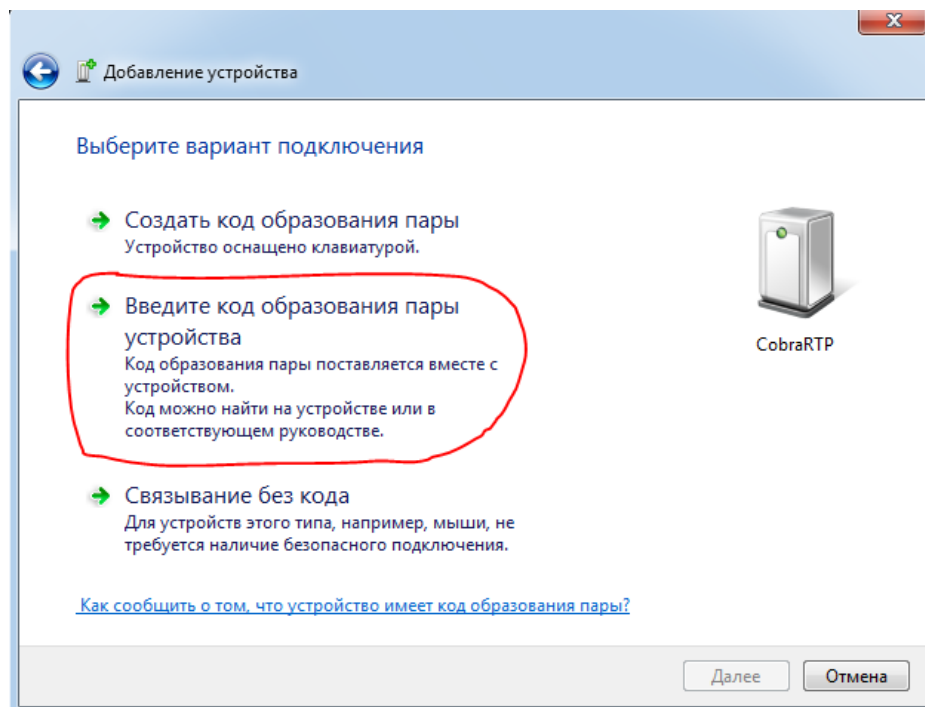 Добавление устройства
Выберите вариант подключения
Создать код образования пары
Устройство оснащено клавиатурой.
Введите код образования пары
устройства
Код образования пары поставляется вместе с
устройством.
Код можно найти на устройстве или в
соответствующем руководстве.
CobraRTP
Связывание без кода
Для устройств этого типа, например, мыши, не
требуется наличие безопасного подключения.
Как сообщить о том, что устройство имеет код образования пары?
Далее
Отмена